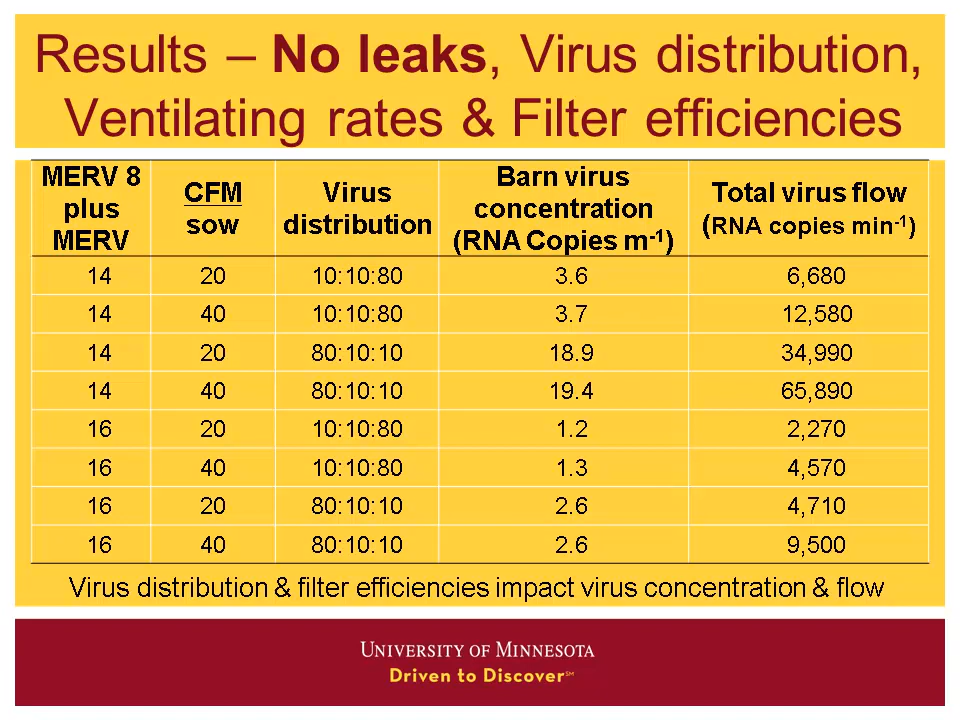 Results – No leaks, Virus distribution,
Ventilating rates & Filter efficiencies
MERV 8 plus MERV | CFM sow | Virus distribution | Barn virus concentration (RNA Copies m-1) | Total virus flow (RNA copies min-1)
14 | 20 | 10:10:80 | 3.6 | 6,680
14 | 40 | 10:10:80 | 3.7 | 12,580
14 | 20 | 80:10:10 | 18.9 | 34,990
14 | 40 | 80:10:10 | 19.4 | 65,890
16 | 20 | 10:10:80 | 1.2 | 2,270
16 | 40 | 10:10:80 | 1.3 | 4,570
16 | 20 | 80:10:10 | 2.6 | 4,710
16 | 40 | 80:10:10 | 2.6 | 9,500
Virus distribution & filter efficiencies impact virus concentration & flow
UNIVERSITY OF MINNESOTA
Driven to Discover℠